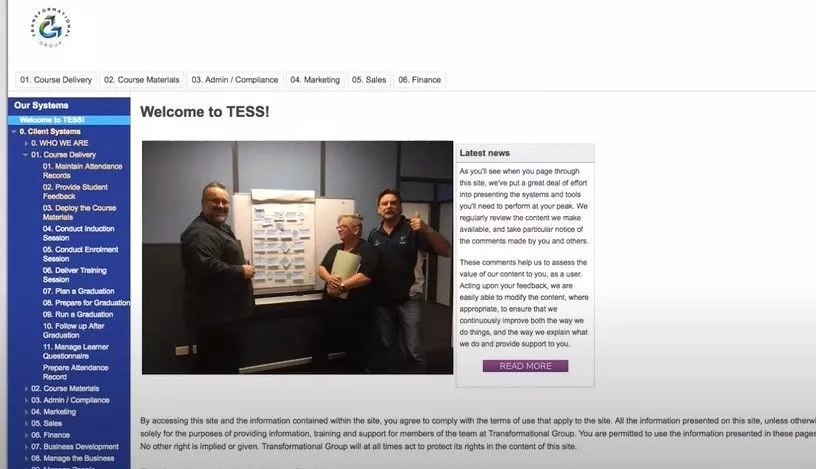 TRANSFORMATIONAL
GROUP
01. Course Delivery
02. Course Materials
03. Admin / Compliance
04. Marketing
05. Sales
06. Finance
Our Systems
Welcome to TESS!
0. Client Systems
0. WHO WE ARE
01. Course Delivery
01. Maintain Attendance
Records
02. Provide Student
Feedback
03. Deploy the Course
Materials
04. Conduct Induction
Session
05. Conduct Enrolment
Session
06. Deliver Training
Session
07. Plan a Graduation
08. Prepare for Graduation
09. Run a Graduation
10. Follow up After
Graduation
11. Manage Learner
Questionnaire
Prepare Attendance
Record
02. Course Materials
03. Admin / Compliance
04. Marketing
05. Sales
06. Finance
07. Business Development
08. Manage the Business
Welcome to TESS!
Latest news
As you'll see when you page through
this site, we've put a great deal of effort
into presenting the systems and tools
you'll need to perform at your peak. We
regularly review the content we make
available, and take particular notice of
the comments made by you and others.
These comments help us to assess the
value of our content to you, as a user.
Acting upon your feedback, we are
easily able to modify the content, where
appropriate, to ensure that we
continuously improve both the way we
do things, and the way we explain what
we do and provide support to you.
READ MORE
By accessing this site and the information contained within the site, you agree to comply with the terms of use that apply to the site. All the information presented on this site, unless otherwi
solely for the purposes of providing information, training and support for members of the team at Transformational Group. You are permitted to use the information presented in these pages
No other right is implied or given. Transformational Group will at all times act to protect its rights in the content of this site.